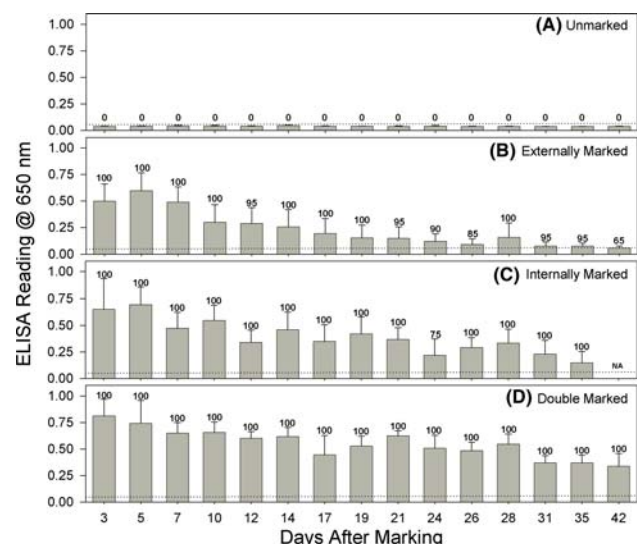 ELISA Reading @ 650 nm
(A) Unmarked
1.00
0.75
0.50
0.25
0.00
0 0 0 0 0 0 0 0 0 0 0 0 0 0 0
(B) Externally Marked
1.00
0.75
0.50
0.25
0.00
100 100 100 100 95 100 100 100 95 90 85 100 95 95 65
(C) Internally Marked
1.00
0.75
0.50
0.25
0.00
100 100 100 100 100 100 100 100 100 75 100 100 100 100 NA
(D) Double Marked
1.00
0.75
0.50
0.25
0.00
100 100 100 100 100 100 100 100 100 100 100 100 100 100 100
3 5 7 10 12 14 17 19 21 24 26 28 31 35 42
Days After Marking